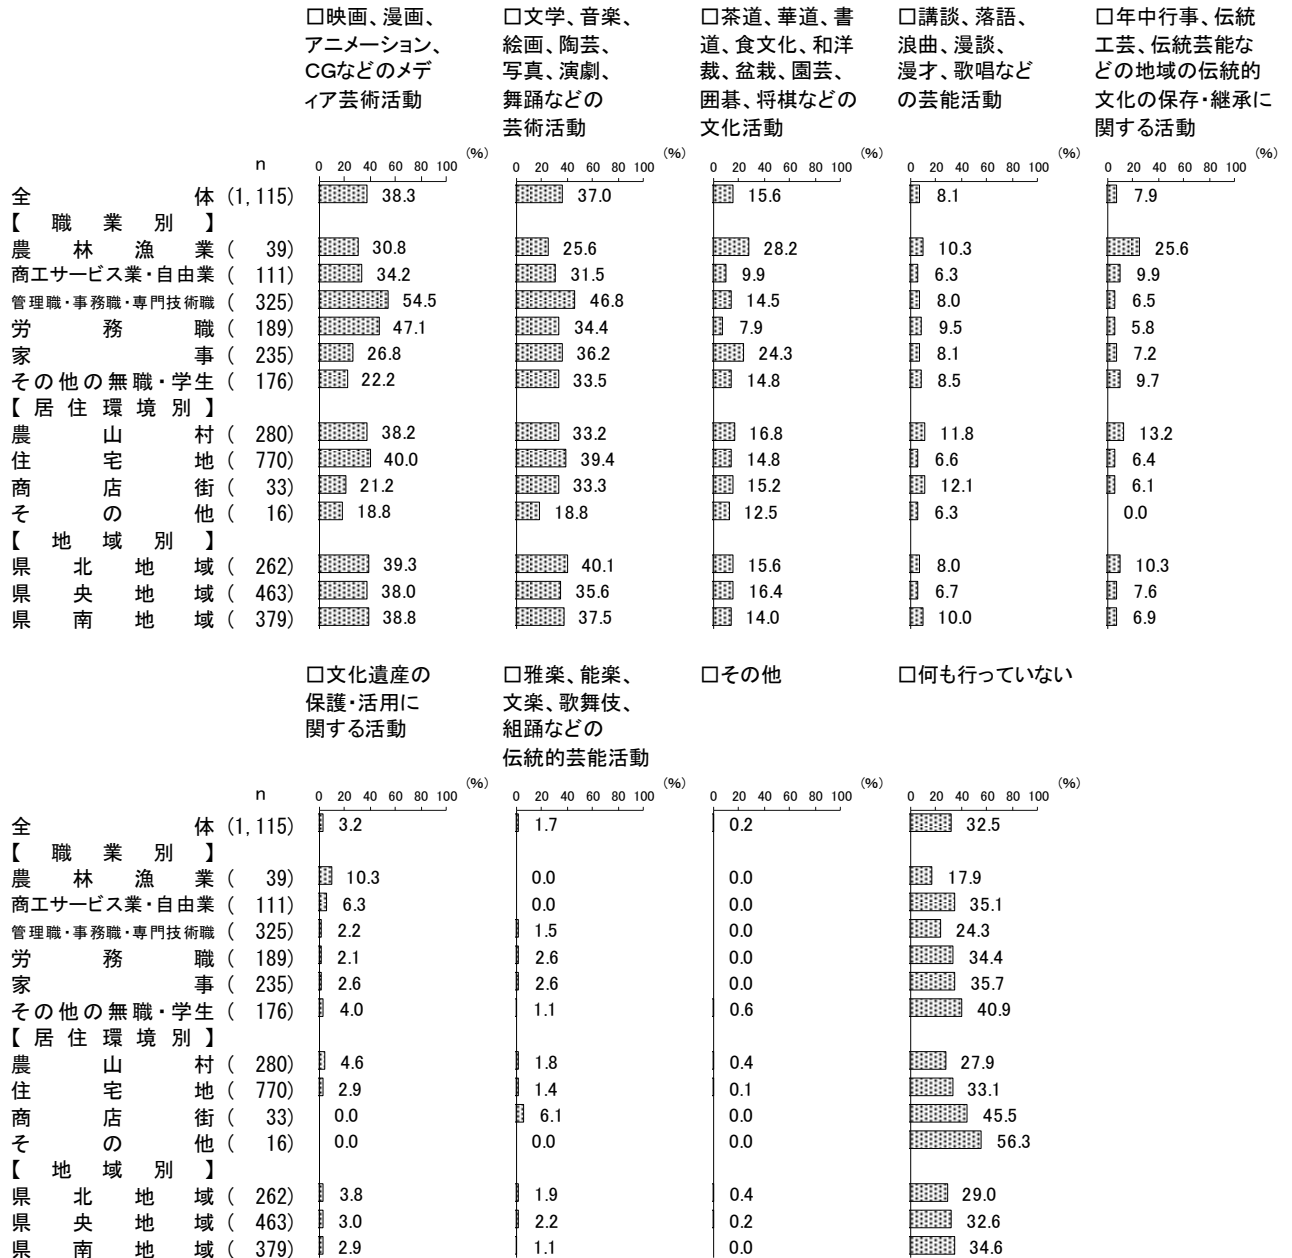 □映画、漫画、
アニメーション、
CGなどのメデ
ィア芸術活動
□文学、音楽、
絵画、陶芸、
写真、演劇、
舞踊などの
芸術活動
□茶道、華道、書
道、食文化、和洋
裁、盆栽、園芸、
囲碁、将棋などの
文化活動
□講談、落語、
浪曲、漫談、
漫才、歌唱など
の芸能活動
□年中行事、伝統
工芸、伝統芸能な
どの地域の伝統的
文化の保存・継承に
関する活動
(%) (%) (%) (%) (%)
n 0 20 40 60 80 100 0 20 40 60 80 100 0 20 40 60 80 100 0 20 40 60 80 100 0 20 40 60 80 100
全体 (1,115) 38.3 37.0 15.6 8.1 7.9
【職業別】
農林漁業 (39) 30.8 25.6 28.2 10.3 25.6
商工サービス業・自由業 (111) 34.2 31.5 9.9 6.3 9.9
管理職・事務職・専門技術職 (325) 54.5 46.8 14.5 8.0 6.5
労務職 (189) 47.1 34.4 7.9 9.5 5.8
家事 (235) 26.8 36.2 24.3 8.1 7.2
その他の無職・学生 (176) 22.2 33.5 14.8 8.5 9.7
【居住環境別】
農山村 (280) 38.2 33.2 16.8 11.8 13.2
住宅地 (770) 40.0 39.4 14.8 6.6 6.4
商店街 (33) 21.2 33.3 15.2 12.1 6.1
その他 (16) 18.8 18.8 12.5 6.3 0.0
【地域別】
県北地域 (262) 39.3 40.1 15.6 8.0 10.3
県央地域 (463) 38.0 35.6 16.4 6.7 7.6
県南地域 (379) 38.8 37.5 14.0 10.0 6.9
□文化遺産の
保護・活用に
関する活動
□雅楽、能楽、
文楽、歌舞伎、
組踊などの
伝統的芸能活動
□その他
□何も行っていない
(%) (%) (%) (%)
n 0 20 40 60 80 100 0 20 40 60 80 100 0 20 40 60 80 100 0 20 40 60 80 100
全体 (1,115) 3.2 1.7 0.2 32.5
【職業別】
農林漁業 (39) 10.3 0.0 0.0 17.9
商工サービス業・自由業 (111) 6.3 0.0 0.0 35.1
管理職・事務職・専門技術職 (325) 2.2 1.5 0.0 24.3
労務職 (189) 2.1 2.6 0.0 34.4
家事 (235) 2.6 2.6 0.0 35.7
その他の無職・学生 (176) 4.0 1.1 0.6 40.9
【居住環境別】
農山村 (280) 4.6 1.8 0.4 27.9
住宅地 (770) 2.9 1.4 0.1 33.1
商店街 (33) 0.0 6.1 0.0 45.5
その他 (16) 0.0 0.0 0.0 56.3
【地域別】
県北地域 (262) 3.8 1.9 0.4 29.0
県央地域 (463) 3.0 2.2 0.2 32.6
県南地域 (379) 2.9 1.1 0.0 34.6